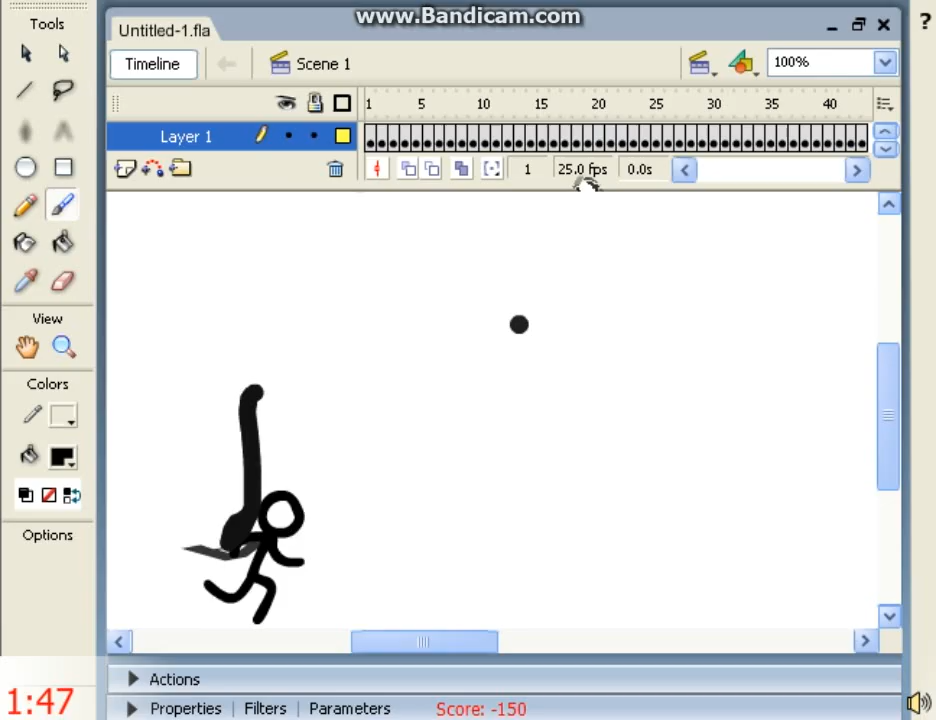 www.Bandicam.com
?
Tools
Untitled-1.fla
Timeline
Scene 1
100%
1 5 10 15 20 25 30 35 40
Layer 1
1 25.0 fps 0.0s
View
Colors
Options
Actions
Properties Filters Parameters
1:47
Score: -150